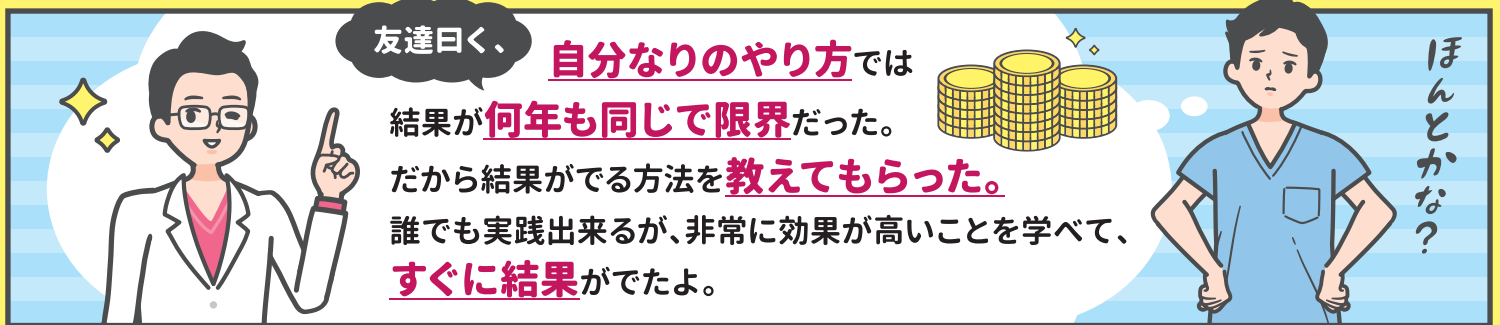 友達曰く、
自分なりのやり方では
結果が何年も同じで限界だった。
だから結果がでる方法を教えてもらった。
誰でも実践出来るが、非常に効果が高いことを学べて、
すぐに結果がでたよ。
ほんとかな?